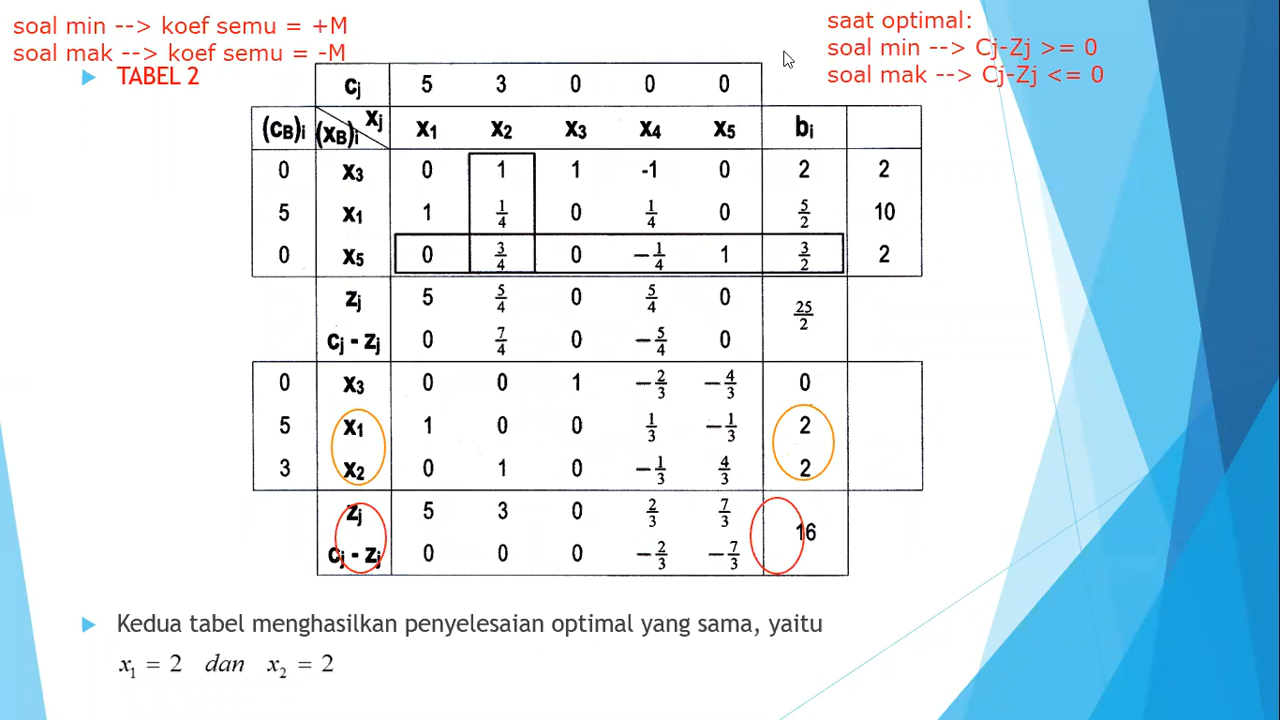 soal min --> koef semu = +M
soal mak --> koef semu = -M
saat optimal:
soal min --> Cj-Zj >= 0
soal mak --> Cj-Zj <= 0
TABEL 2
cj 5 3 0 0 0
(cB)i (xB)i xj x1 x2 x3 x4 x5 bi
0 x3 0 1 1 -1 0 2 2
5 x1 1 1/4 0 1/4 0 5/2 10
0 x5 0 3/4 0 -1/4 1 3/2 2
zj 5 5/4 0 5/4 0 25/2
cj - zj 0 7/4 0 -5/4 0
0 x3 0 0 1 -2/3 -4/3 0
5 x1 1 0 0 1/3 -1/3 2
3 x2 0 1 0 -1/3 4/3 2
zj 5 3 0 2/3 7/3 16
cj - zj 0 0 0 -2/3 -7/3
Kedua tabel menghasilkan penyelesaian optimal yang sama, yaitu
x1 = 2 dan x2 = 2